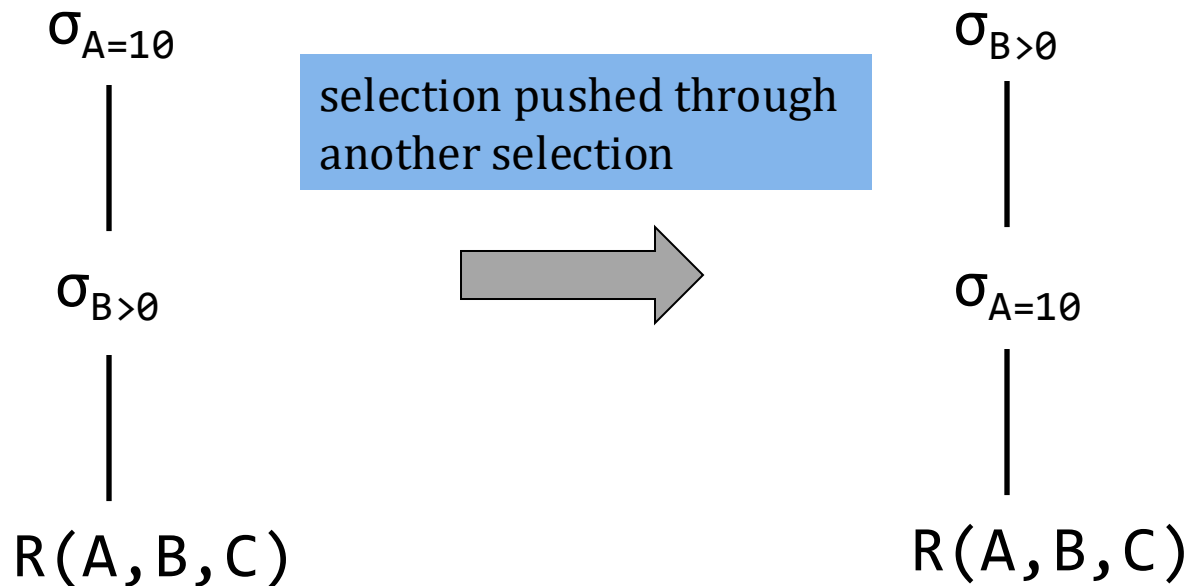 σA=10
σB>0
selection pushed through
another selection
σB>0
σA=10
R(A,B,C)
R(A,B,C)